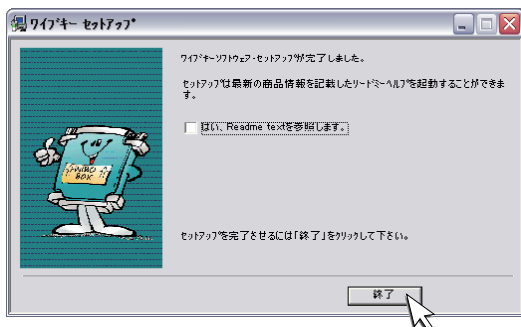 ﾜｲﾌﾞｷｰ ｾｯﾄｱｯﾌﾟ
ﾜｲﾌﾞｷｰｿﾌﾄｳｪｱ･ｾｯﾄｱｯﾌﾟが完了しました。
ｾｯﾄｱｯﾌﾟは最新の商品情報を記載したﾘｰﾄﾞﾐｰﾍﾙﾌﾟを起動することができま
す。
はい、Readme textを参照します。
BOX
ｾｯﾄｱｯﾌﾟを完了させるには「終了」をｸﾘｯｸして下さい。
終了